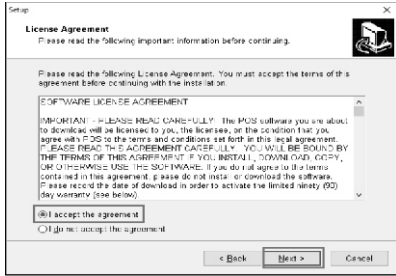 Setup
License Agreement
Please read the following important information before continuing.
Please read the following License Agreement. You must accept the terms of this
agreement before continuing with the installation.
SOFTWARE LICENSE AGREEMENT
IMPORTANT - PLEASE READ CAREFULLY: The POS software you are about
to download will be licensed to you, the licensee, on the condition that you
agree with POS to the terms and conditions set forth in this legal agreement.
PLEASE READ THIS AGREEMENT CAREFULLY. YOU WILL BE BOUND BY
THE TERMS OF THIS AGREEMENT IF YOU INSTALL, DOWNLOAD, COPY,
OR OTHERWISE USE THE SOFTWARE. If you do not agree to the terms
contained in this agreement, please do not install or download the software.
Please record the date of download in order to activate the limited ninety (90)
day warranty (see below).
I accept the agreement
I do not accept the agreement
< Back
Next >
Cancel